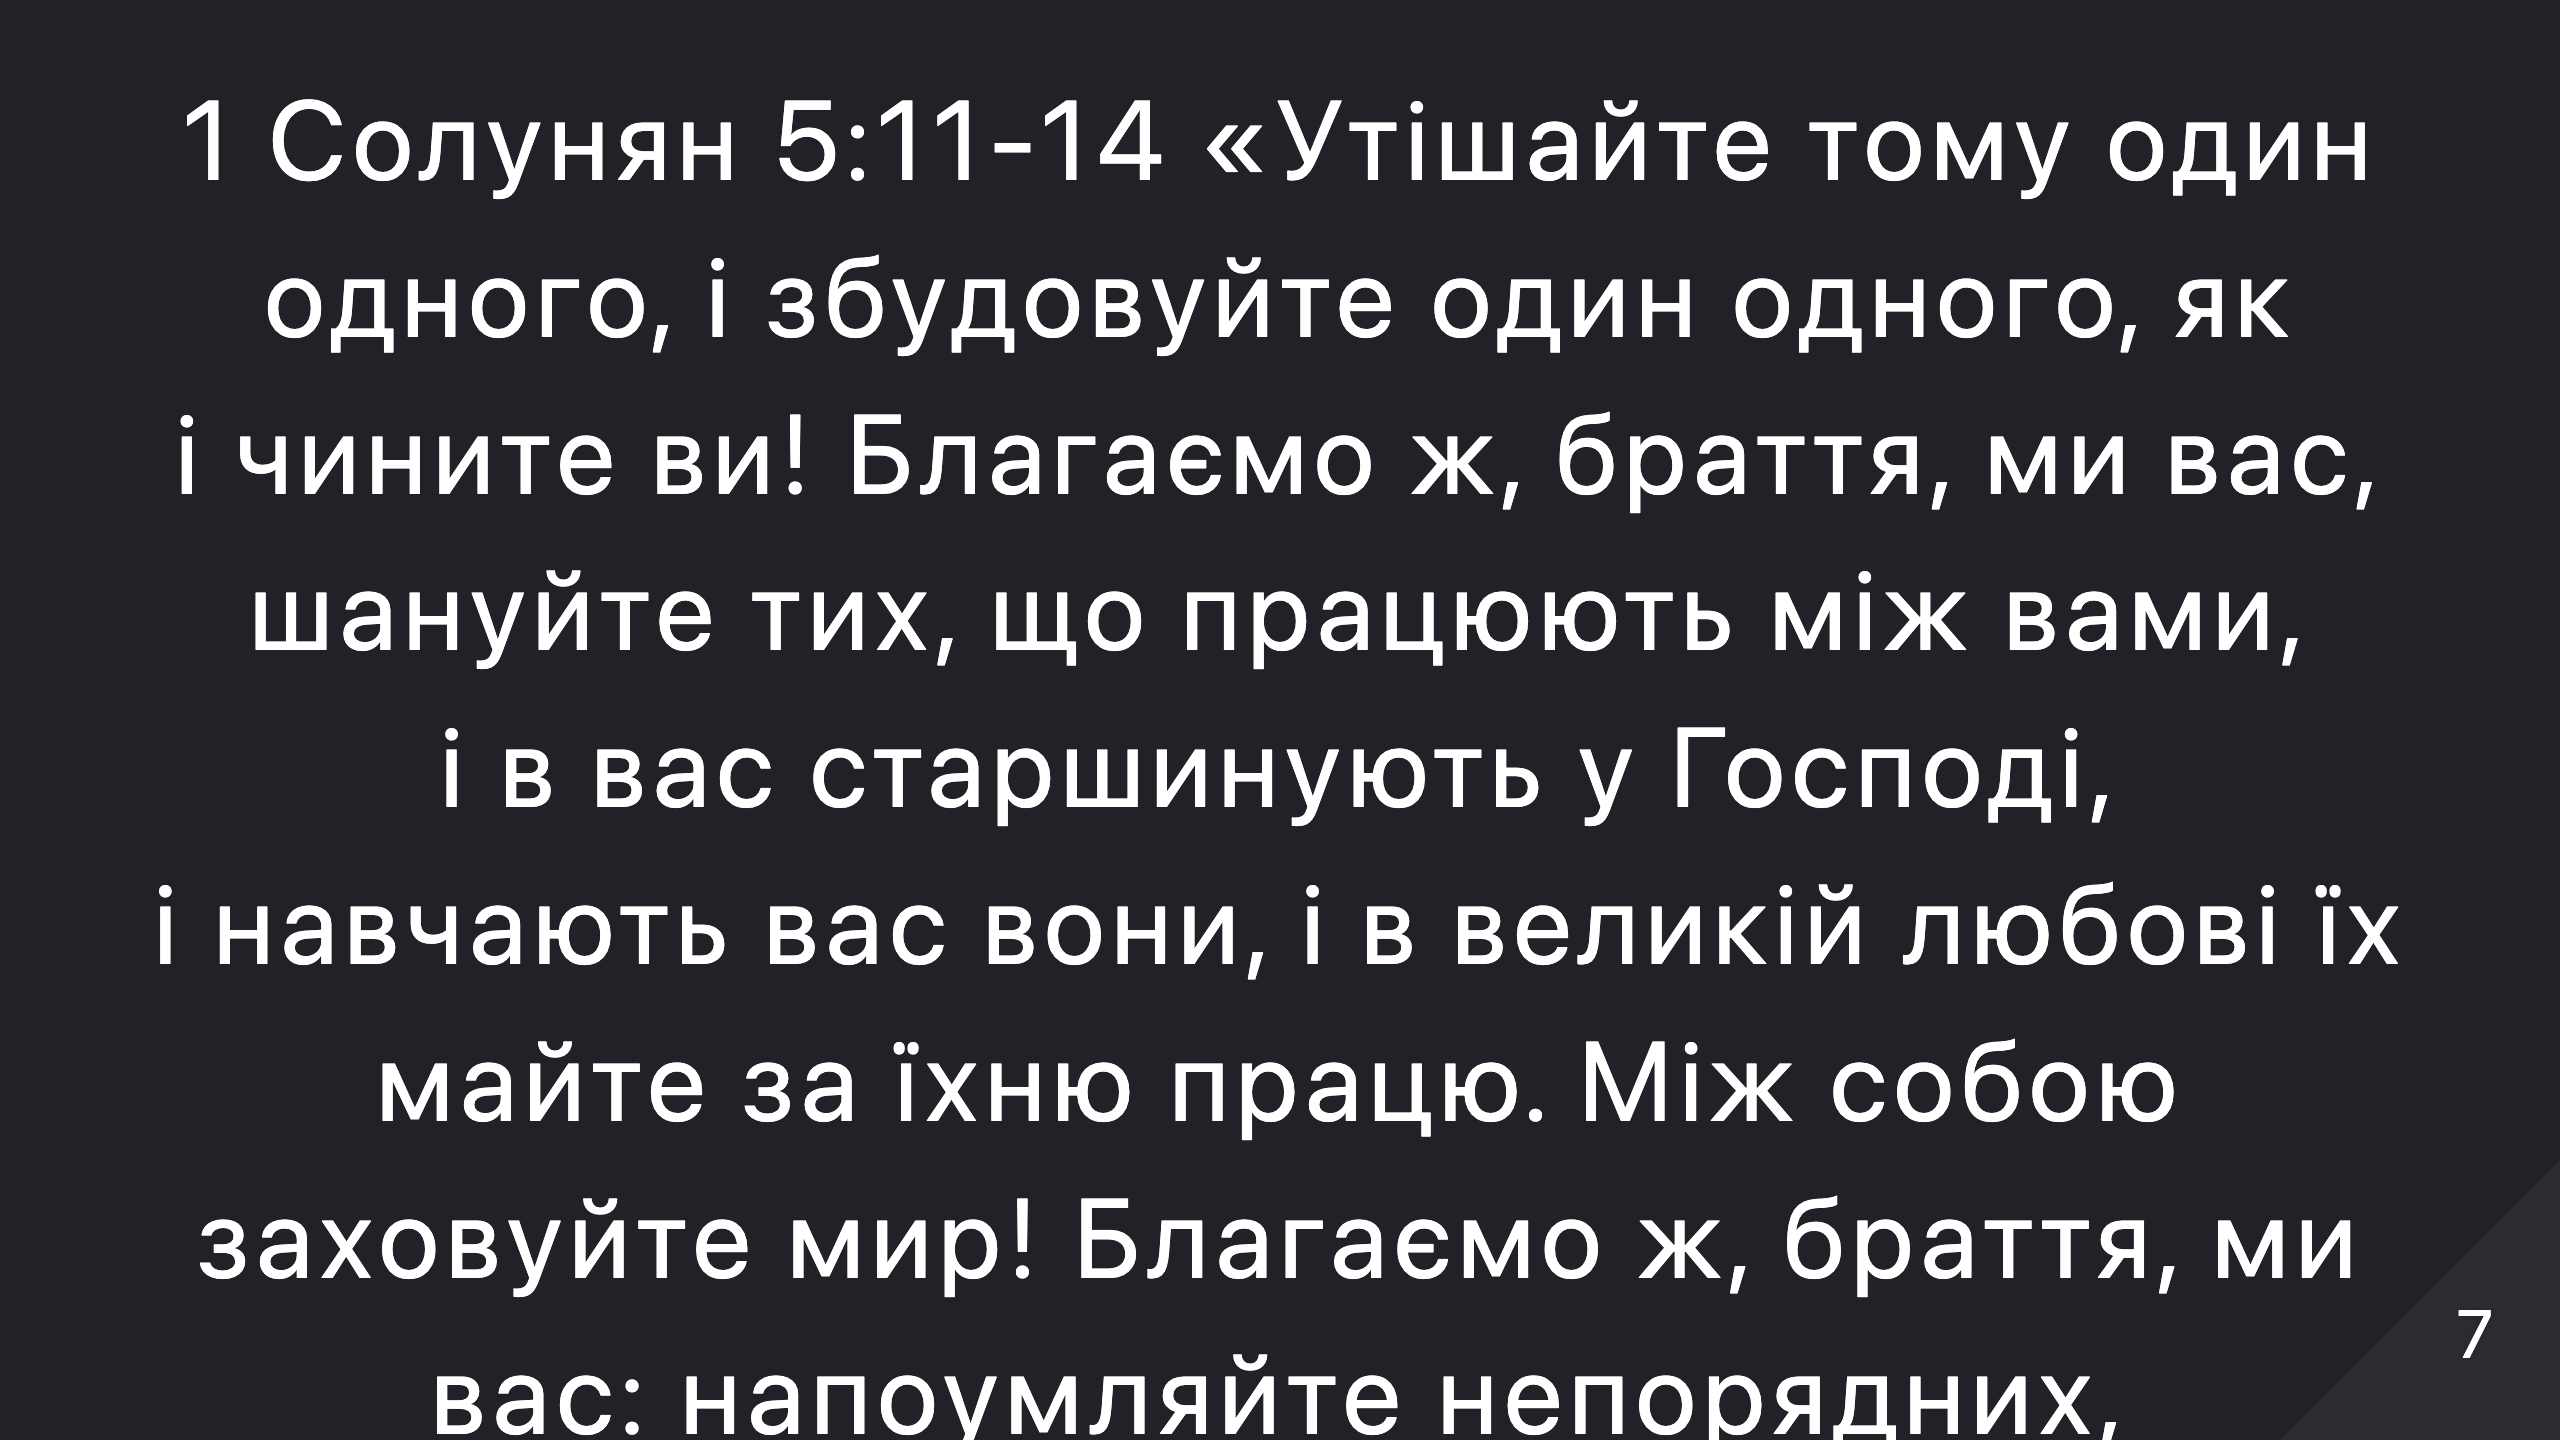 1 Солунян 5:11-14 «Утішайте тому один
одного, і збудовуйте один одного, як
і чините ви! Благаємо ж, браття, ми вас,
шануйте тих, що працюють між вами,
і в вас старшинують у Господі,
і навчають вас вони, і в великій любові їх
майте за їхню працю. Між собою
заховуйте мир! Благаємо ж, браття, ми
7
вас: напоумляйте непорядних,